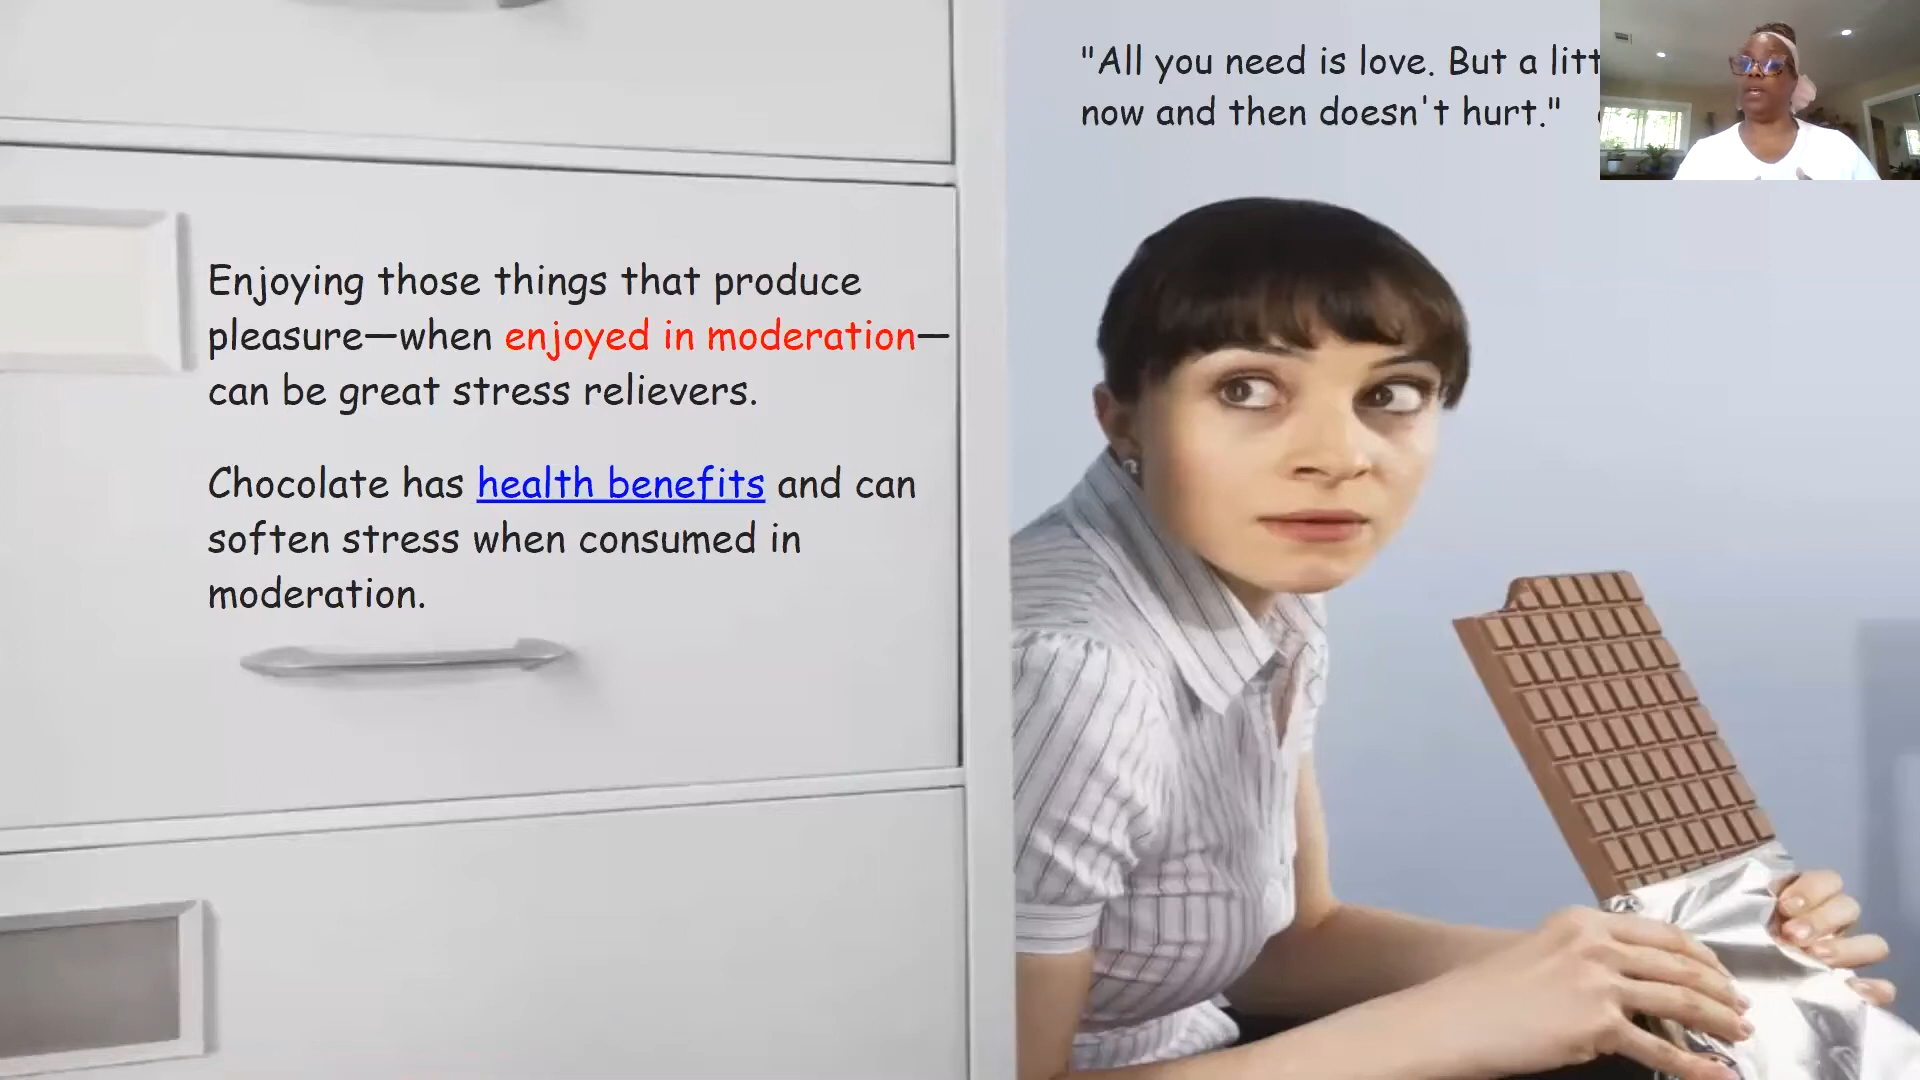 "All you need is love. But a
now and then doesn't hurt."
Enjoying those things that produce
pleasure—when enjoyed in moderation—
can be great stress relievers.
Chocolate has health benefits and can
soften stress when consumed in
moderation.